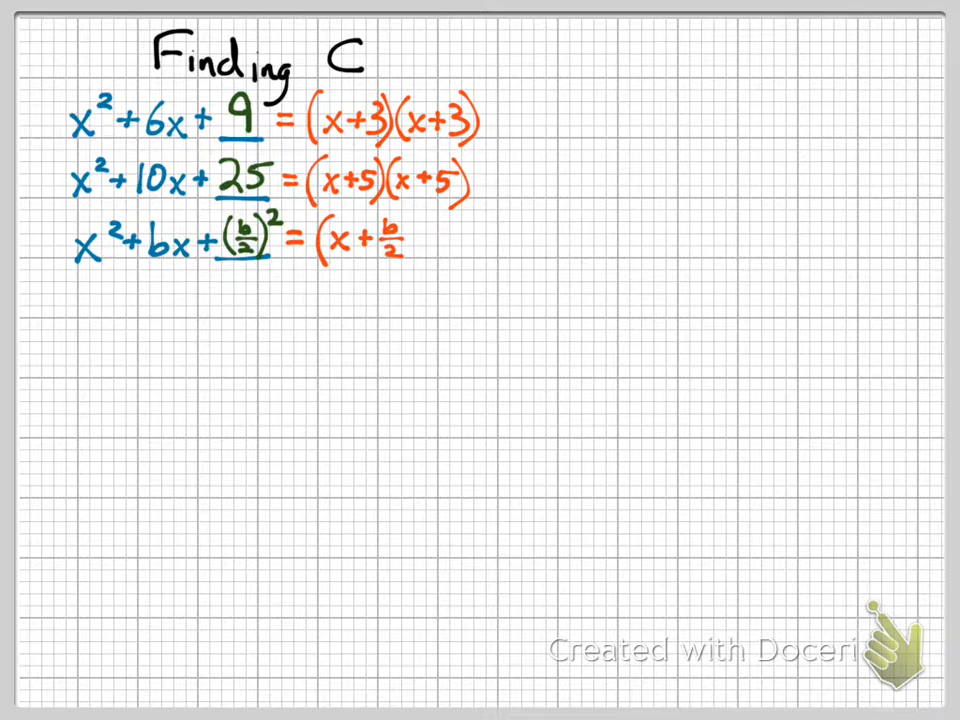 Finding C
x² + 6x + 9 = (x+3)(x+3)
x² + 10x + 25 = (x+5)(x+5)
x² + bx + (b/2)² = (x + b/2
Created with Doceri